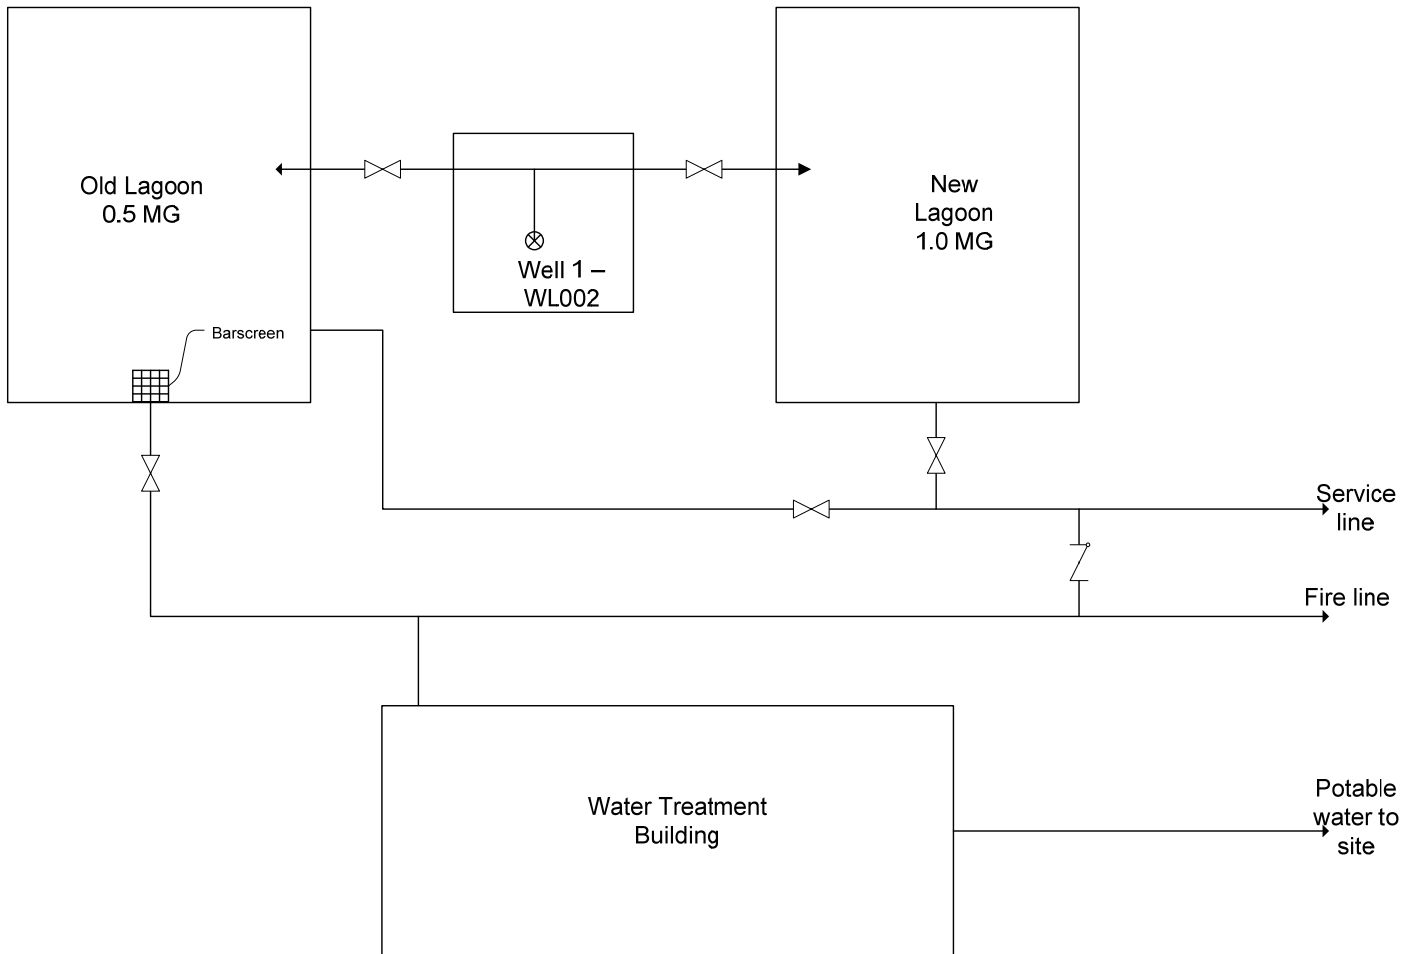 Old Lagoon
0.5 MG
New
Lagoon
1.0 MG
Well 1 –
WL002
Barscreen
Service
line
Fire line
Water Treatment
Building
Potable
water to
site